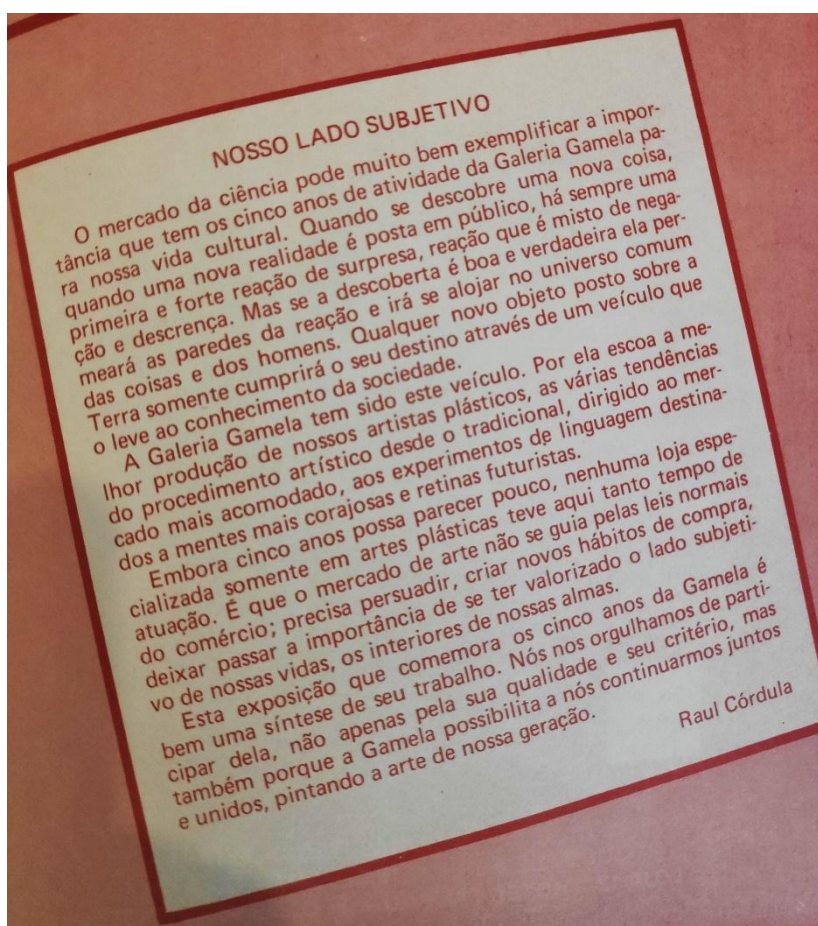 NOSSO LADO SUBJETIVO
O mercado da ciência pode muito bem exemplificar a impor-
tância que tem os cinco anos de atividade da Galeria Gamela pa-
ra nossa vida cultural. Quando se descobre uma nova coisa,
quando uma nova realidade é posta em público, há sempre uma
primeira e forte reação de surpresa, reação que é misto de nega-
ção e descrença. Mas se a descoberta é boa e verdadeira ela per-
meará as paredes da reação e irá se alojar no universo comum
das coisas e dos homens. Qualquer novo objeto posto sobre a
Terra somente cumprirá o seu destino através de um veículo que
o leve ao conhecimento da sociedade.
A Galeria Gamela tem sido este veículo. Por ela escoa a me-
lhor produção de nossos artistas plásticos, as várias tendências
do procedimento artístico desde o tradicional, dirigido ao mer-
cado mais acomodado, aos experimentos de linguagem destina-
dos a mentes mais corajosas e retinas futuristas.
Embora cinco anos possa parecer pouco, nenhuma loja espe-
cializada somente em artes plásticas teve aqui tanto tempo de
atuação. É que o mercado de arte não se guia pelas leis normais
do comércio; precisa persuadir, criar novos hábitos de compra,
deixar passar a importância de se ter valorizado o lado subjeti-
vo de nossas vidas, os interiores de nossas almas.
Esta exposição que comemora os cinco anos da Gamela é
bem uma síntese de seu trabalho. Nós nos orgulhamos de parti-
cipar dela, não apenas pela sua qualidade e seu critério, mas
também porque a Gamela possibilita a nós continuarmos juntos
e unidos, pintando a arte de nossa geração.
Raul Córdula